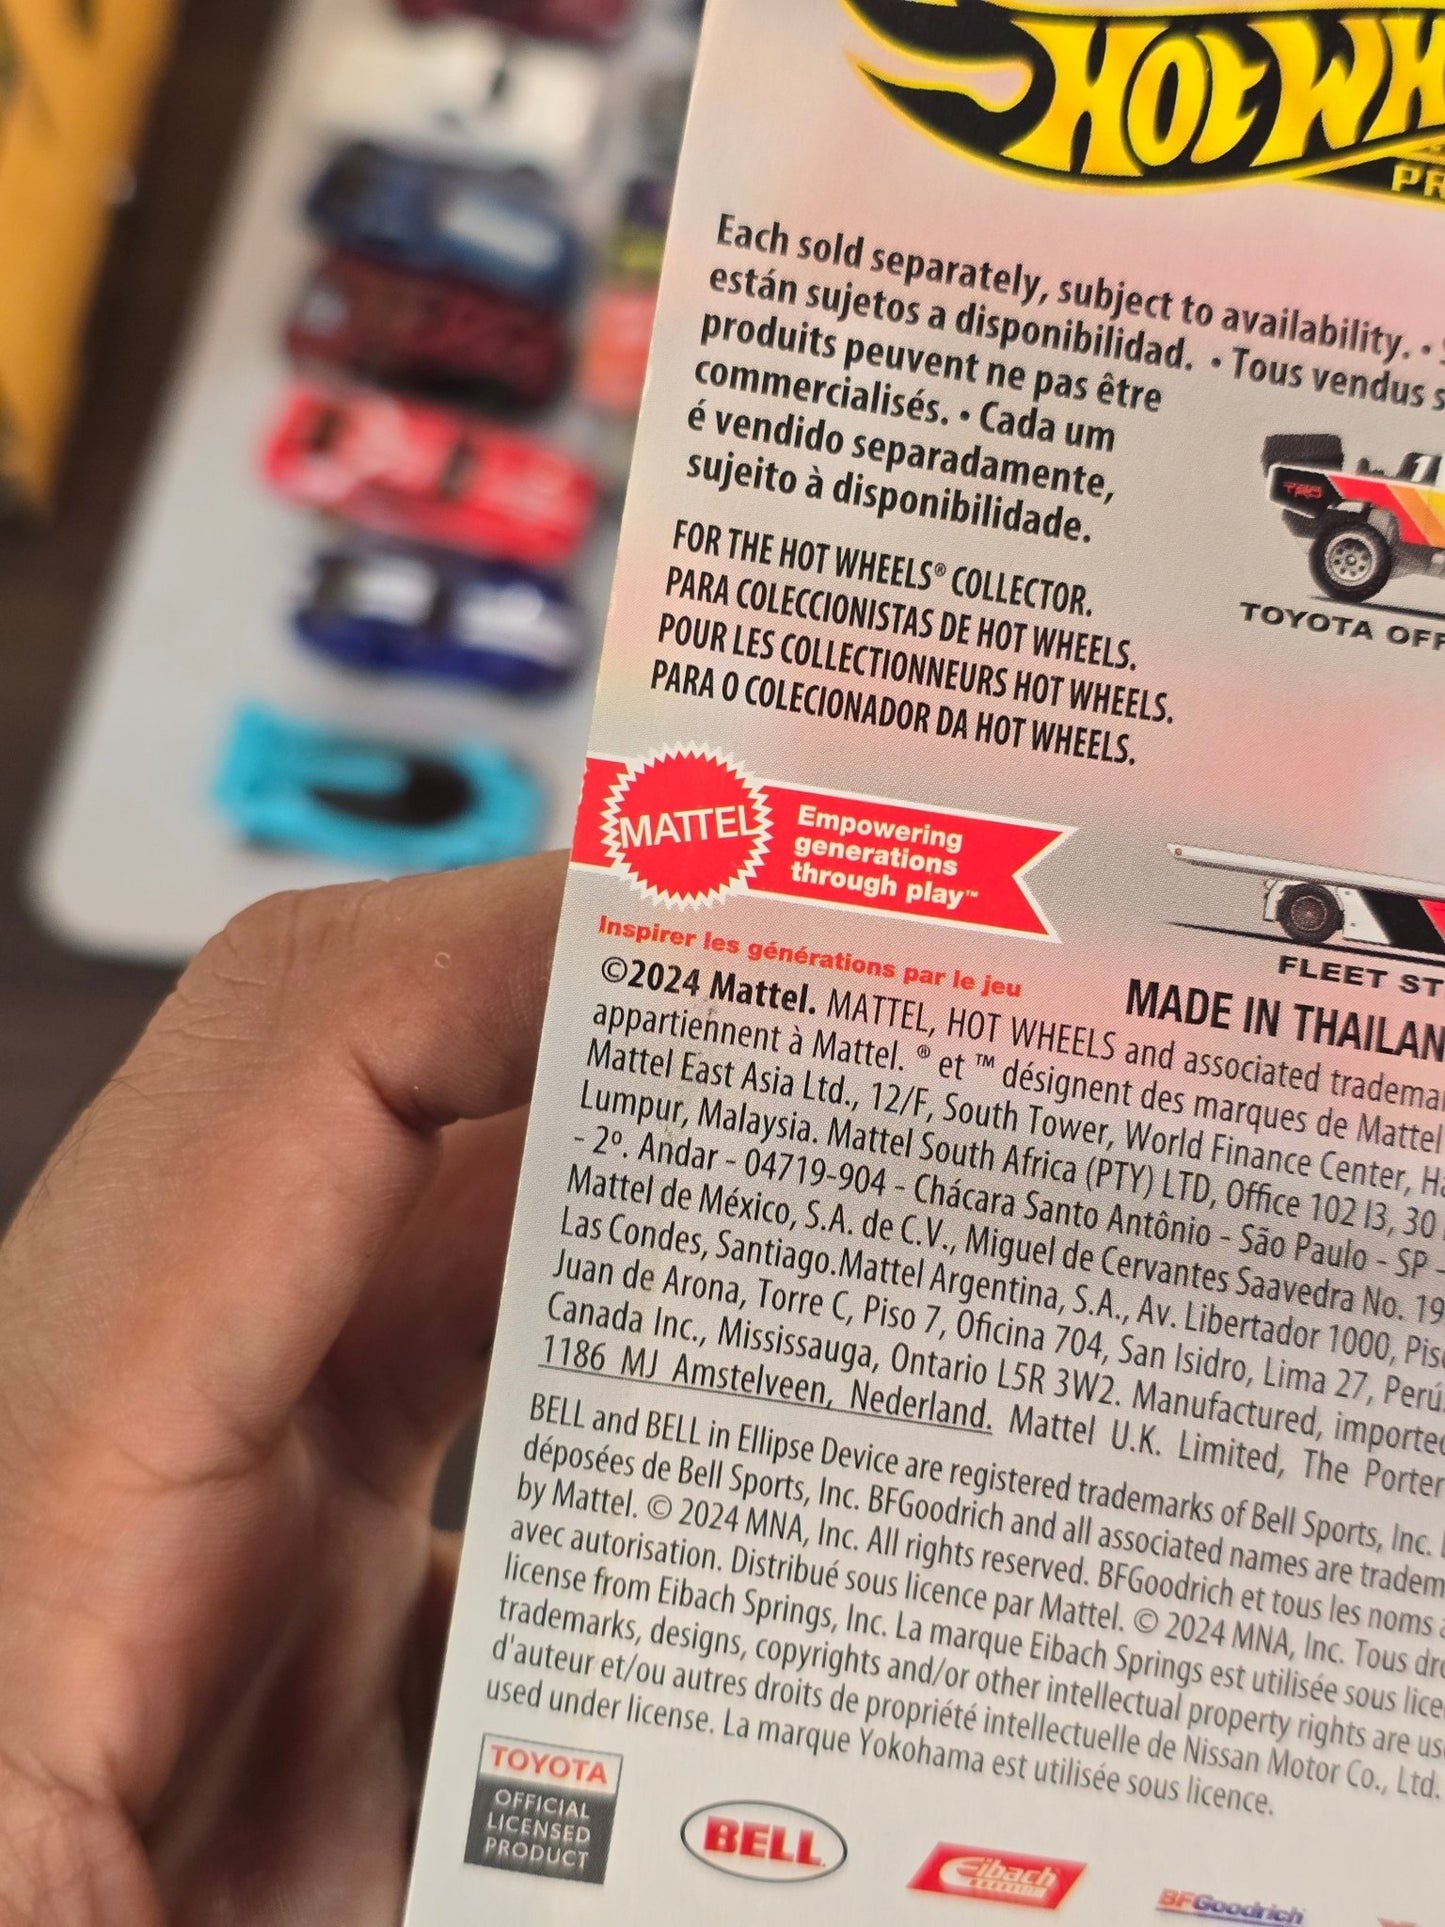 HOT WH
PR
Each sold separately, subject to availability. •
están sujetos a disponibilidad. • Tous vendus s
produits peuvent ne pas être
commercialisés. • Cada um
é vendido separadamente,
sujeito à disponibilidade.
FOR THE HOT WHEELS® COLLECTOR.
PARA COLECCIONISTAS DE HOT WHEELS.
POUR LES COLLECTIONNEURS HOT WHEELS.
PARA O COLECIONADOR DA HOT WHEELS.
TRD
1
TOYOTA OFF
MATTEL
Empowering
generations
through play™
Inspirer les générations par le jeu
FLEET ST
MADE IN THAILAN
©2024 Mattel. MATTEL, HOT WHEELS and associated tradema
appartiennent à Mattel. ® et ™ désignent des marques de Mattel
Mattel East Asia Ltd., 12/F, South Tower, World Finance Center, Ha
Lumpur, Malaysia. Mattel South Africa (PTY) LTD, Office 102 I3, 30
- 2º. Andar - 04719-904 - Chácara Santo Antônio - São Paulo - SP -
Mattel de México, S.A. de C.V., Miguel de Cervantes Saavedra No. 19
Las Condes, Santiago.Mattel Argentina, S.A., Av. Libertador 1000, Piso
Juan de Arona, Torre C, Piso 7, Oficina 704, San Isidro, Lima 27, Perú.
Canada Inc., Mississauga, Ontario L5R 3W2. Manufactured, imported
1186 MJ Amstelveen, Nederland. Mattel U.K. Limited, The Porter
BELL and BELL in Ellipse Device are registered trademarks of Bell Sports, Inc.
déposées de Bell Sports, Inc. BFGoodrich and all associated names are tradem
by Mattel. © 2024 MNA, Inc. All rights reserved. BFGoodrich et tous les noms a
avec autorisation. Distribué sous licence par Mattel. © 2024 MNA, Inc. Tous dro
license from Eibach Springs, Inc. La marque Eibach Springs est utilisée sous lice
trademarks, designs, copyrights and/or other intellectual property rights are us
d'auteur et/ou autres droits de propriété intellectuelle de Nissan Motor Co., Ltd.
used under license. La marque Yokohama est utilisée sous licence.
TOYOTA
OFFICIAL
LICENSED
PRODUCT
BELL
Eibach
BFGoodrich